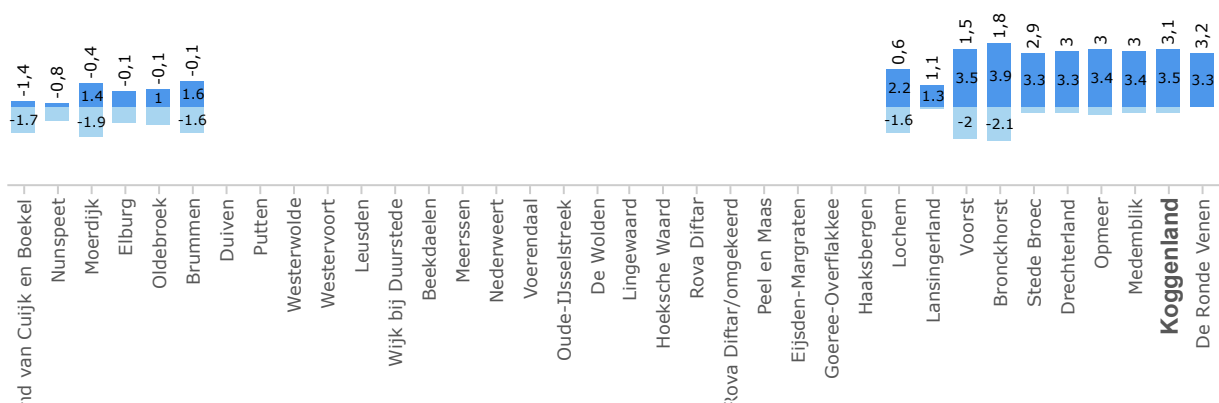 -1,4
-0,8
-0,4
-0,1
-0,1
-0,1
0,6
1,1
1,5
1,8
2,9
3
3
3
3,1
3,2
1.4
1
1.6
2.2
1.3
3.5
3.9
3.3
3.3
3.4
3.4
3.5
3.3
-1.7
-1.9
-1.6
-1.6
-2
-2.1
van Cuijk en Boekel
Nunspeet
Moerdijk
Elburg
Oldebroek
Brummen
Duiven
Putten
Westerwolde
Westervoort
Leusden
Wijk bij Duurstede
Beekdaelen
Meerssen
Nederweert
Voerendaal
Oude-IJsselstreek
De Wolden
Lingewaard
Hoeksche Waard
Rova Diftar
Rova Diftar/omgekeerd
Peel en Maas
Eijsden-Margraten
Goeree-Overflakkee
Haaksbergen
Lochem
Lansingerland
Voorst
Bronckhorst
Stede Broec
Drechterland
Opmeer
Medemblik
Koggenland
De Ronde Venen